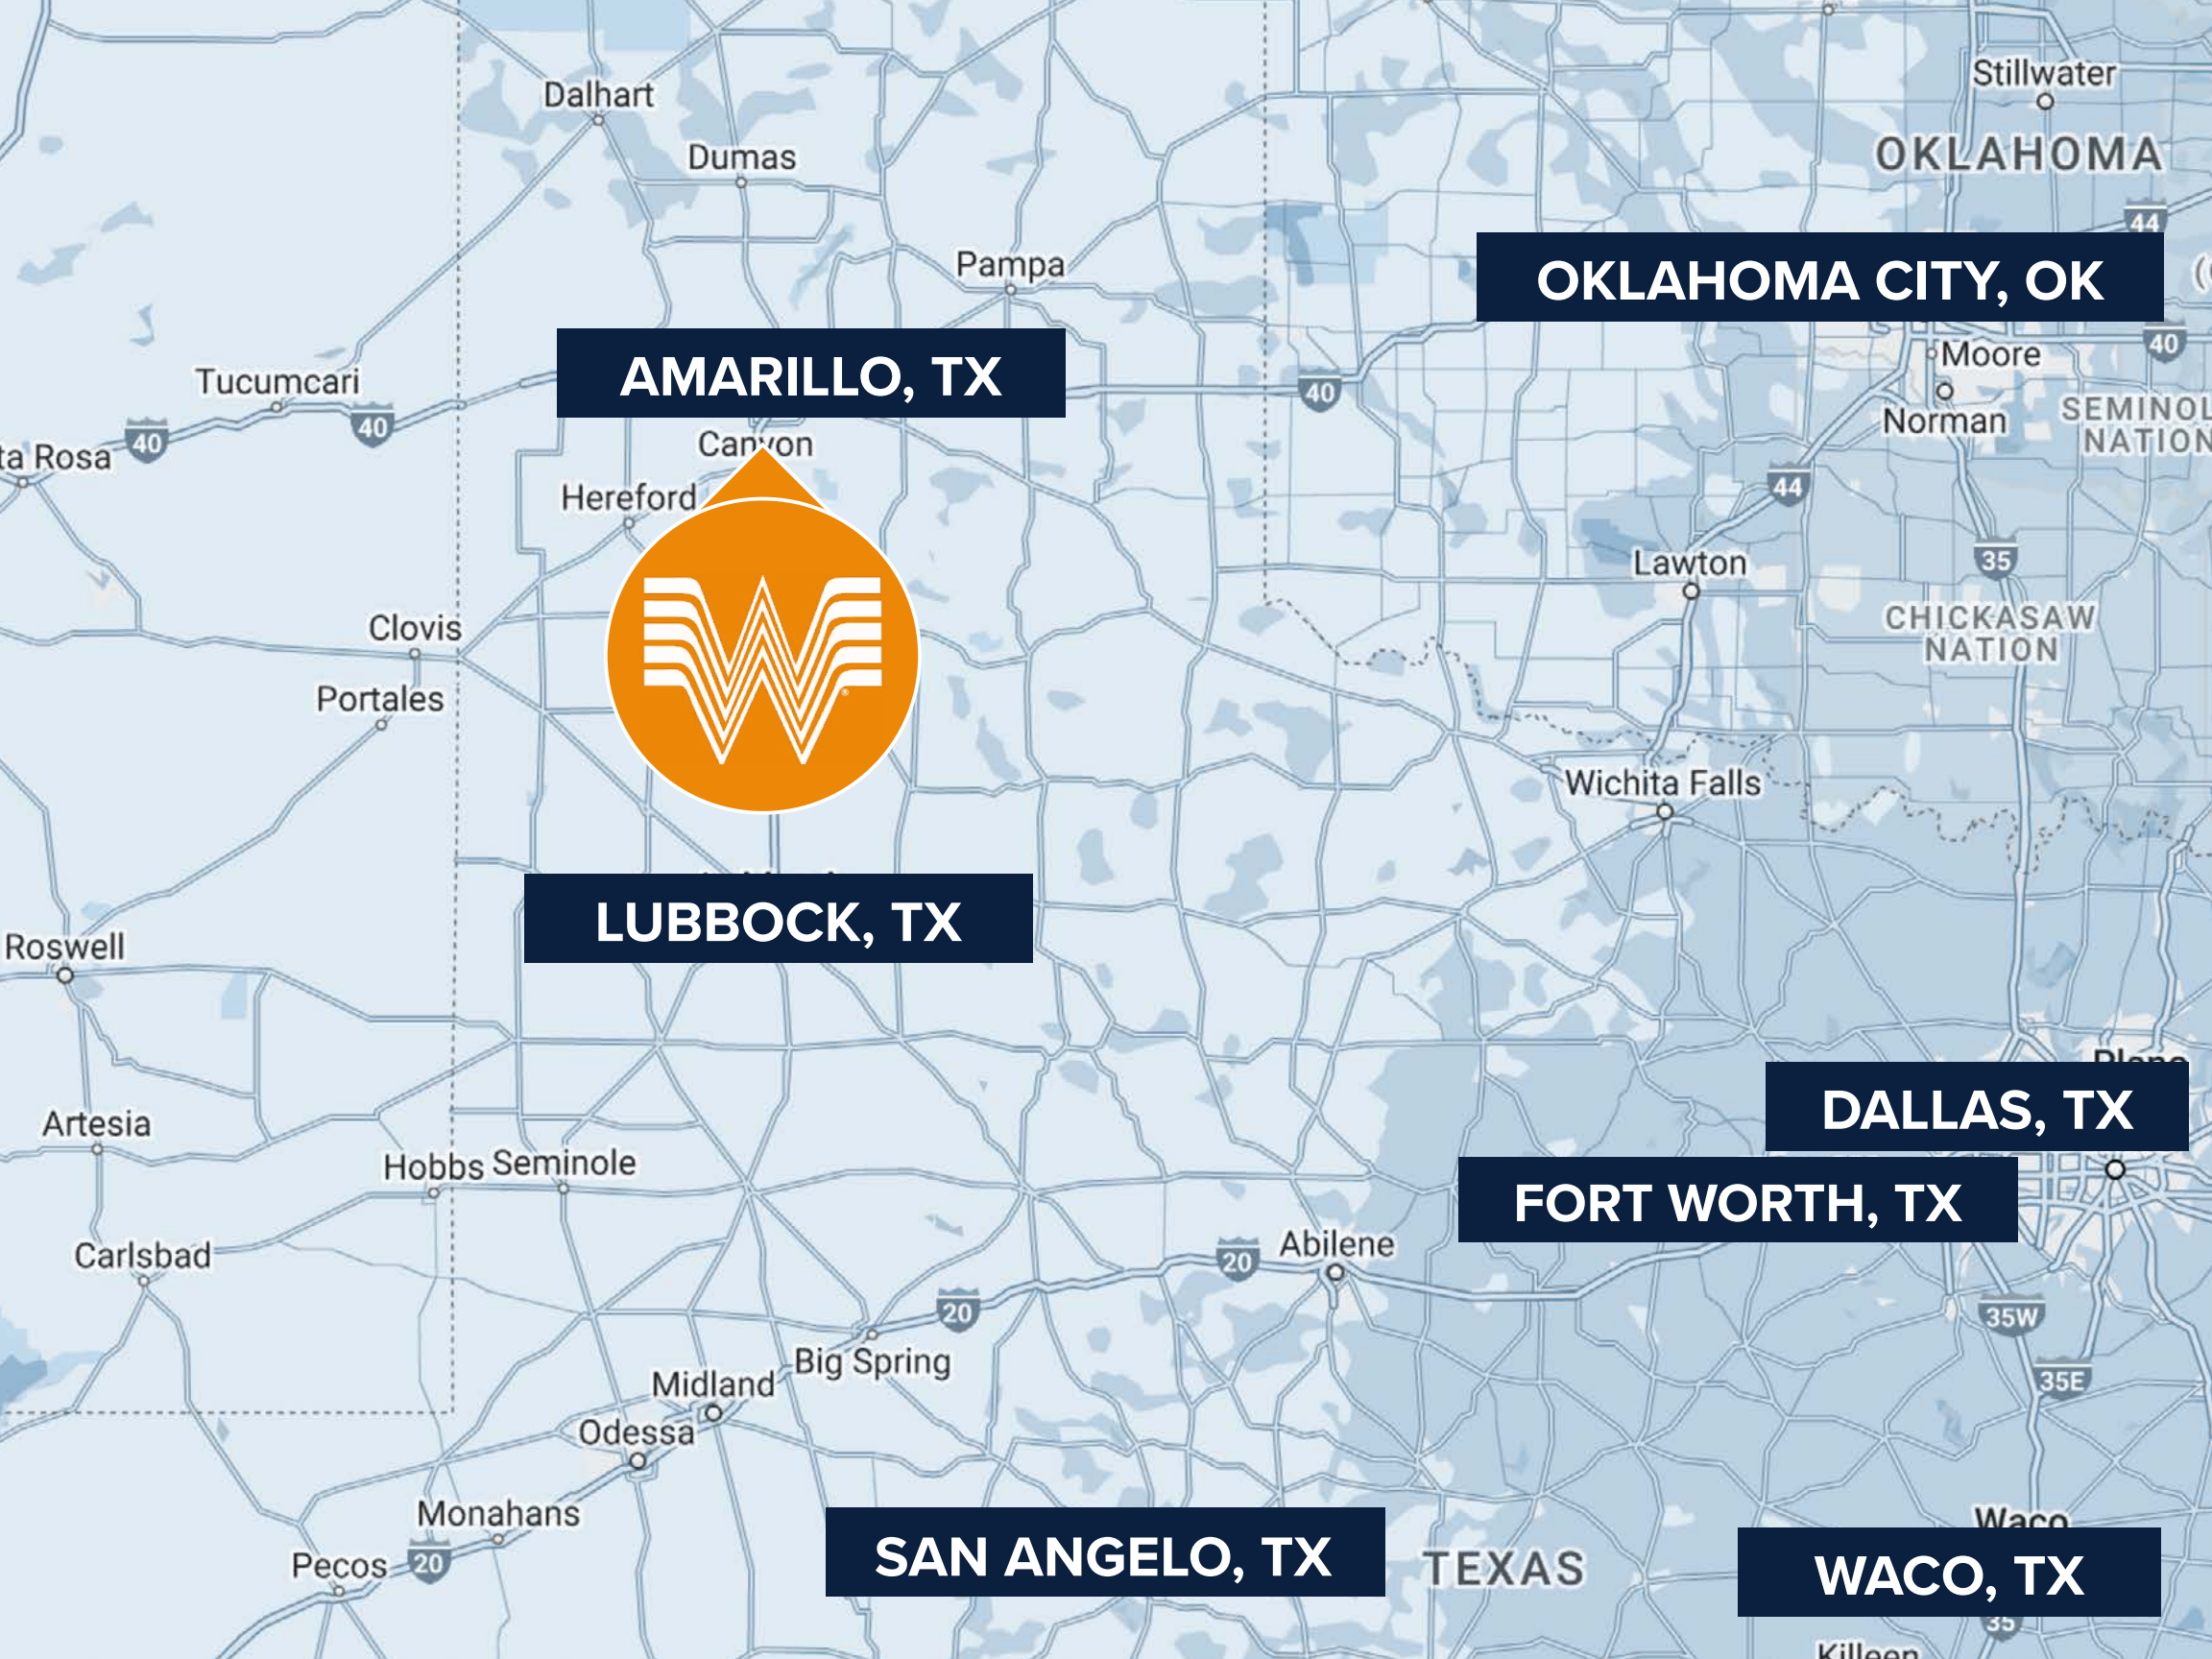 Stillwater
Dalhart
OKLAHOMA
Dumas
44
Pampa
OKLAHOMA CITY, OK
40
Moore
AMARILLO, TX
Tucumcari
40
Norman
SEMINOL
NATION
40
40
Canyon
ta Rosa
Hereford
44
W
Lawton
35
CHICKASAW
NATION
Clovis
Portales
Wichita Falls
LUBBOCK, TX
Roswell
DALLAS, TX
Artesia
Hobbs
Seminole
FORT WORTH, TX
Abilene
Carlsbad
20
20
35W
Big Spring
Midland
35E
Odessa
Monahans
Waco
Pecos
20
SAN ANGELO, TX
TEXAS
WACO, TX
35
Killeen